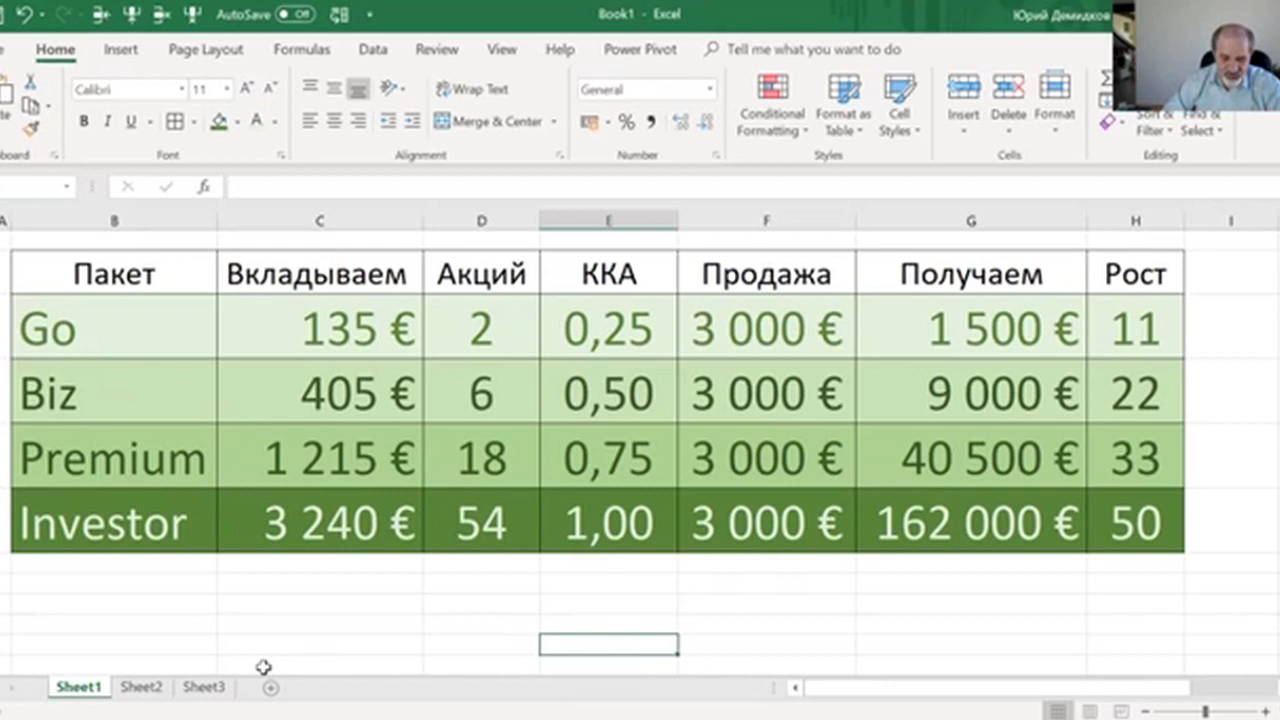 AutoSave Off Book1 - Excel Юрий Демидков
Home Insert Page Layout Formulas Data Review View Help Power Pivot Tell me what you want to do
Calibri 11 Wrap Text General
B I U Merge & Center % Conditional Formatting Format as Table Cell Styles Insert Delete Format
Filter Select
Font Alignment Number Styles Cells Editing
fx
B C D E F G H I
Пакет Вкладываем Акций ККА Продажа Получаем Рост
Go 135 € 2 0,25 3 000 € 1 500 € 11
Biz 405 € 6 0,50 3 000 € 9 000 € 22
Premium 1 215 € 18 0,75 3 000 € 40 500 € 33
Investor 3 240 € 54 1,00 3 000 € 162 000 € 50
Sheet1 Sheet2 Sheet3